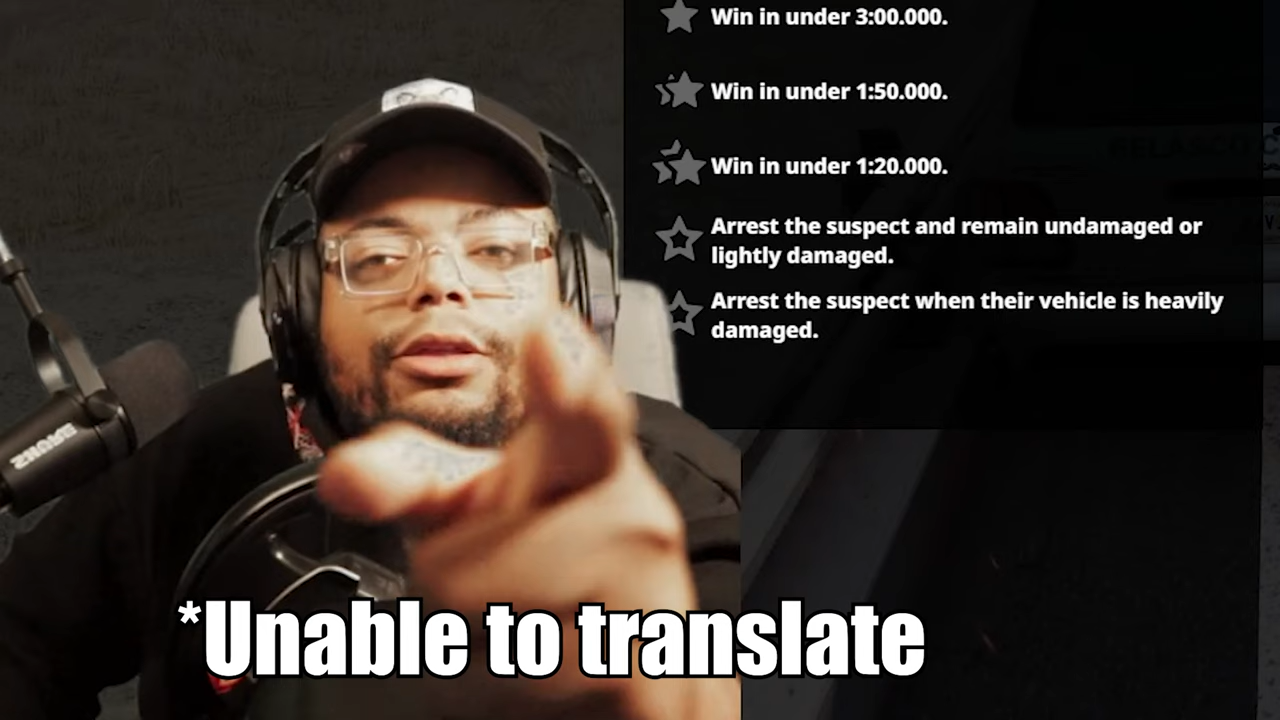 Win in under 3:00.000.
Win in under 1:50.000.
Win in under 1:20.000.
Arrest the suspect and remain undamaged or
lightly damaged.
Arrest the suspect when their vehicle is heavily
damaged.
SHURE
*Unable to translate